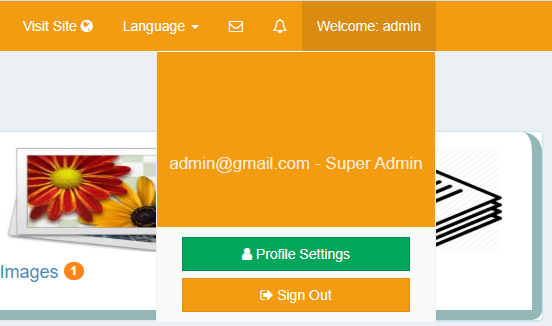 Visit Site Language Welcome: admin
admin@gmail.com - Super Admin
Images 1
Profile Settings
Sign Out